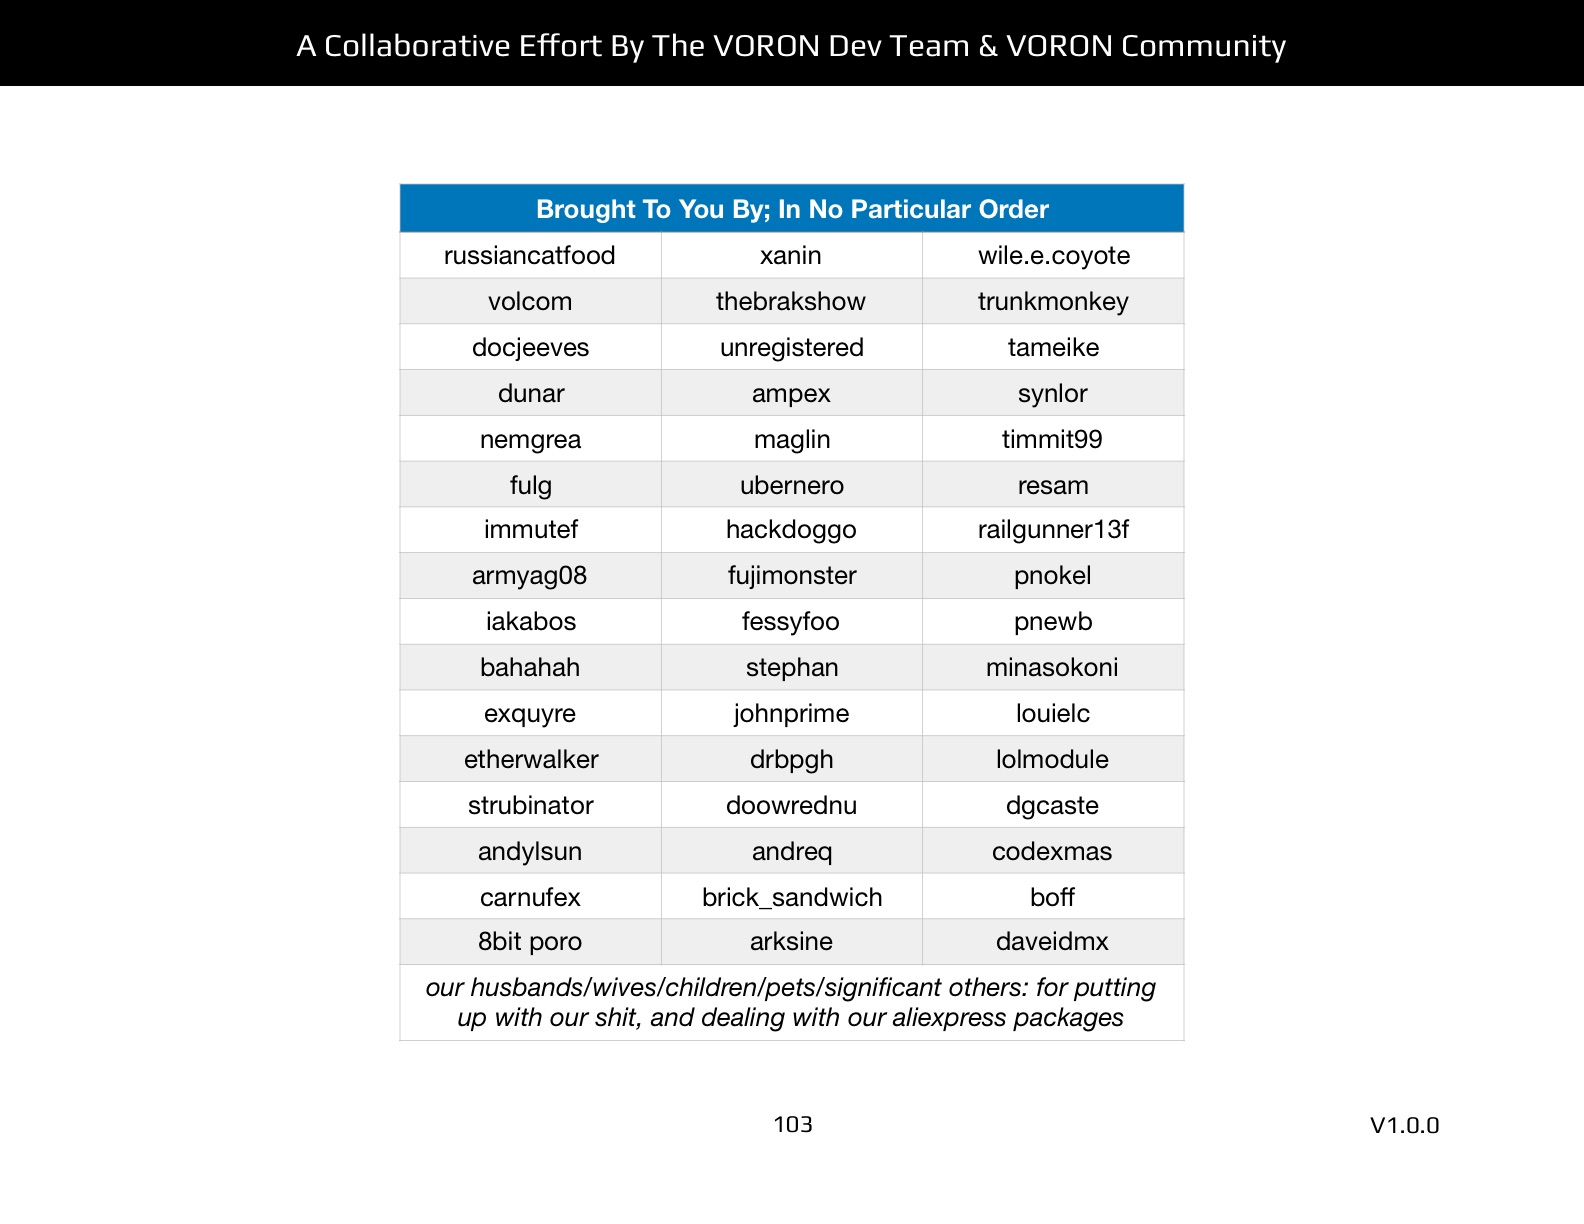 A Collaborative Effort By The VORON Dev Team & VORON Community
Brought To You By; In No Particular Order
russiancatfood xanin wile.e.coyote
volcom thebrakshow trunkmonkey
docjeeves unregistered tameike
dunar ampex synlor
nemgrea maglin timmit99
fulg ubernero resam
immutef hackdoggo railgunner13f
armyag08 fujimonster pnokel
iakabos fessyfoo pnewb
bahahah stephan minasokoni
exquyre johnprime louielc
etherwalker drbpgh lolmodule
strubinator doowrednu dgcaste
andylsun andreq codexmas
carnufex brick_sandwich boff
8bit poro arksine daveidmx
our husbands/wives/children/pets/significant others: for putting
up with our shit, and dealing with our aliexpress packages
103 V1.0.0